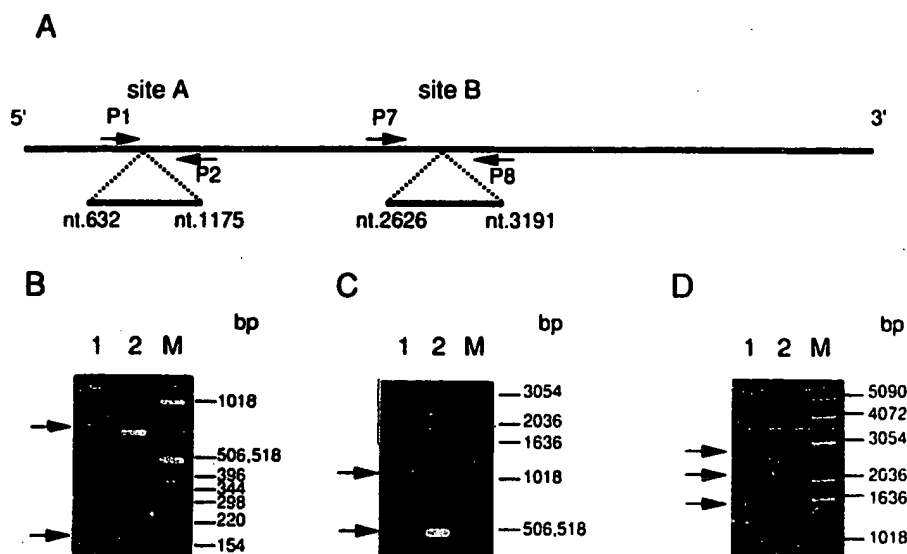 A
site A
site B
5'
P1
P7
3'
P2
P8
nt.632
nt.1175
nt.2626
nt.3191
B
C
D
bp
bp
bp
1 2 M
1 2 M
1 2 M
1018
506,518
396
344
298
220
154
3054
2036
1636
1018
506,518
5090
4072
3054
2036
1636
1018